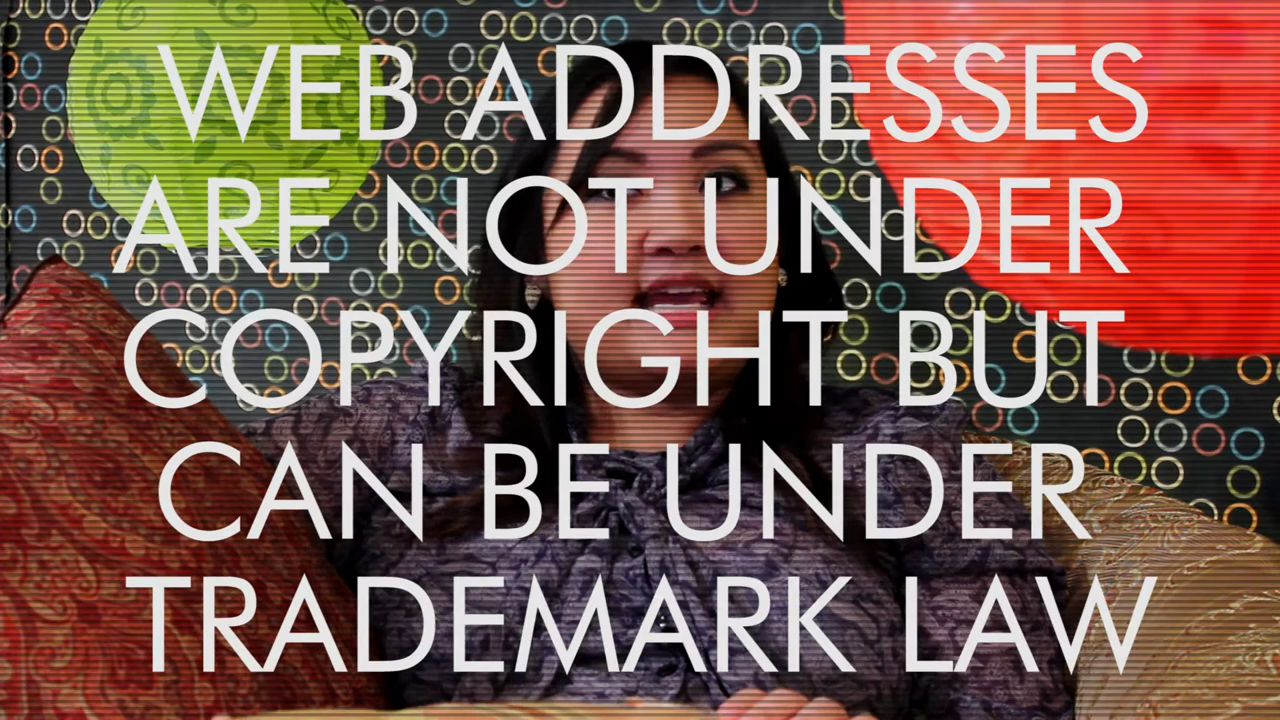 WEB ADDRESSES
ARE NOT UNDER
COPYRIGHT BUT
CAN BE UNDER
TRADEMARK LAW